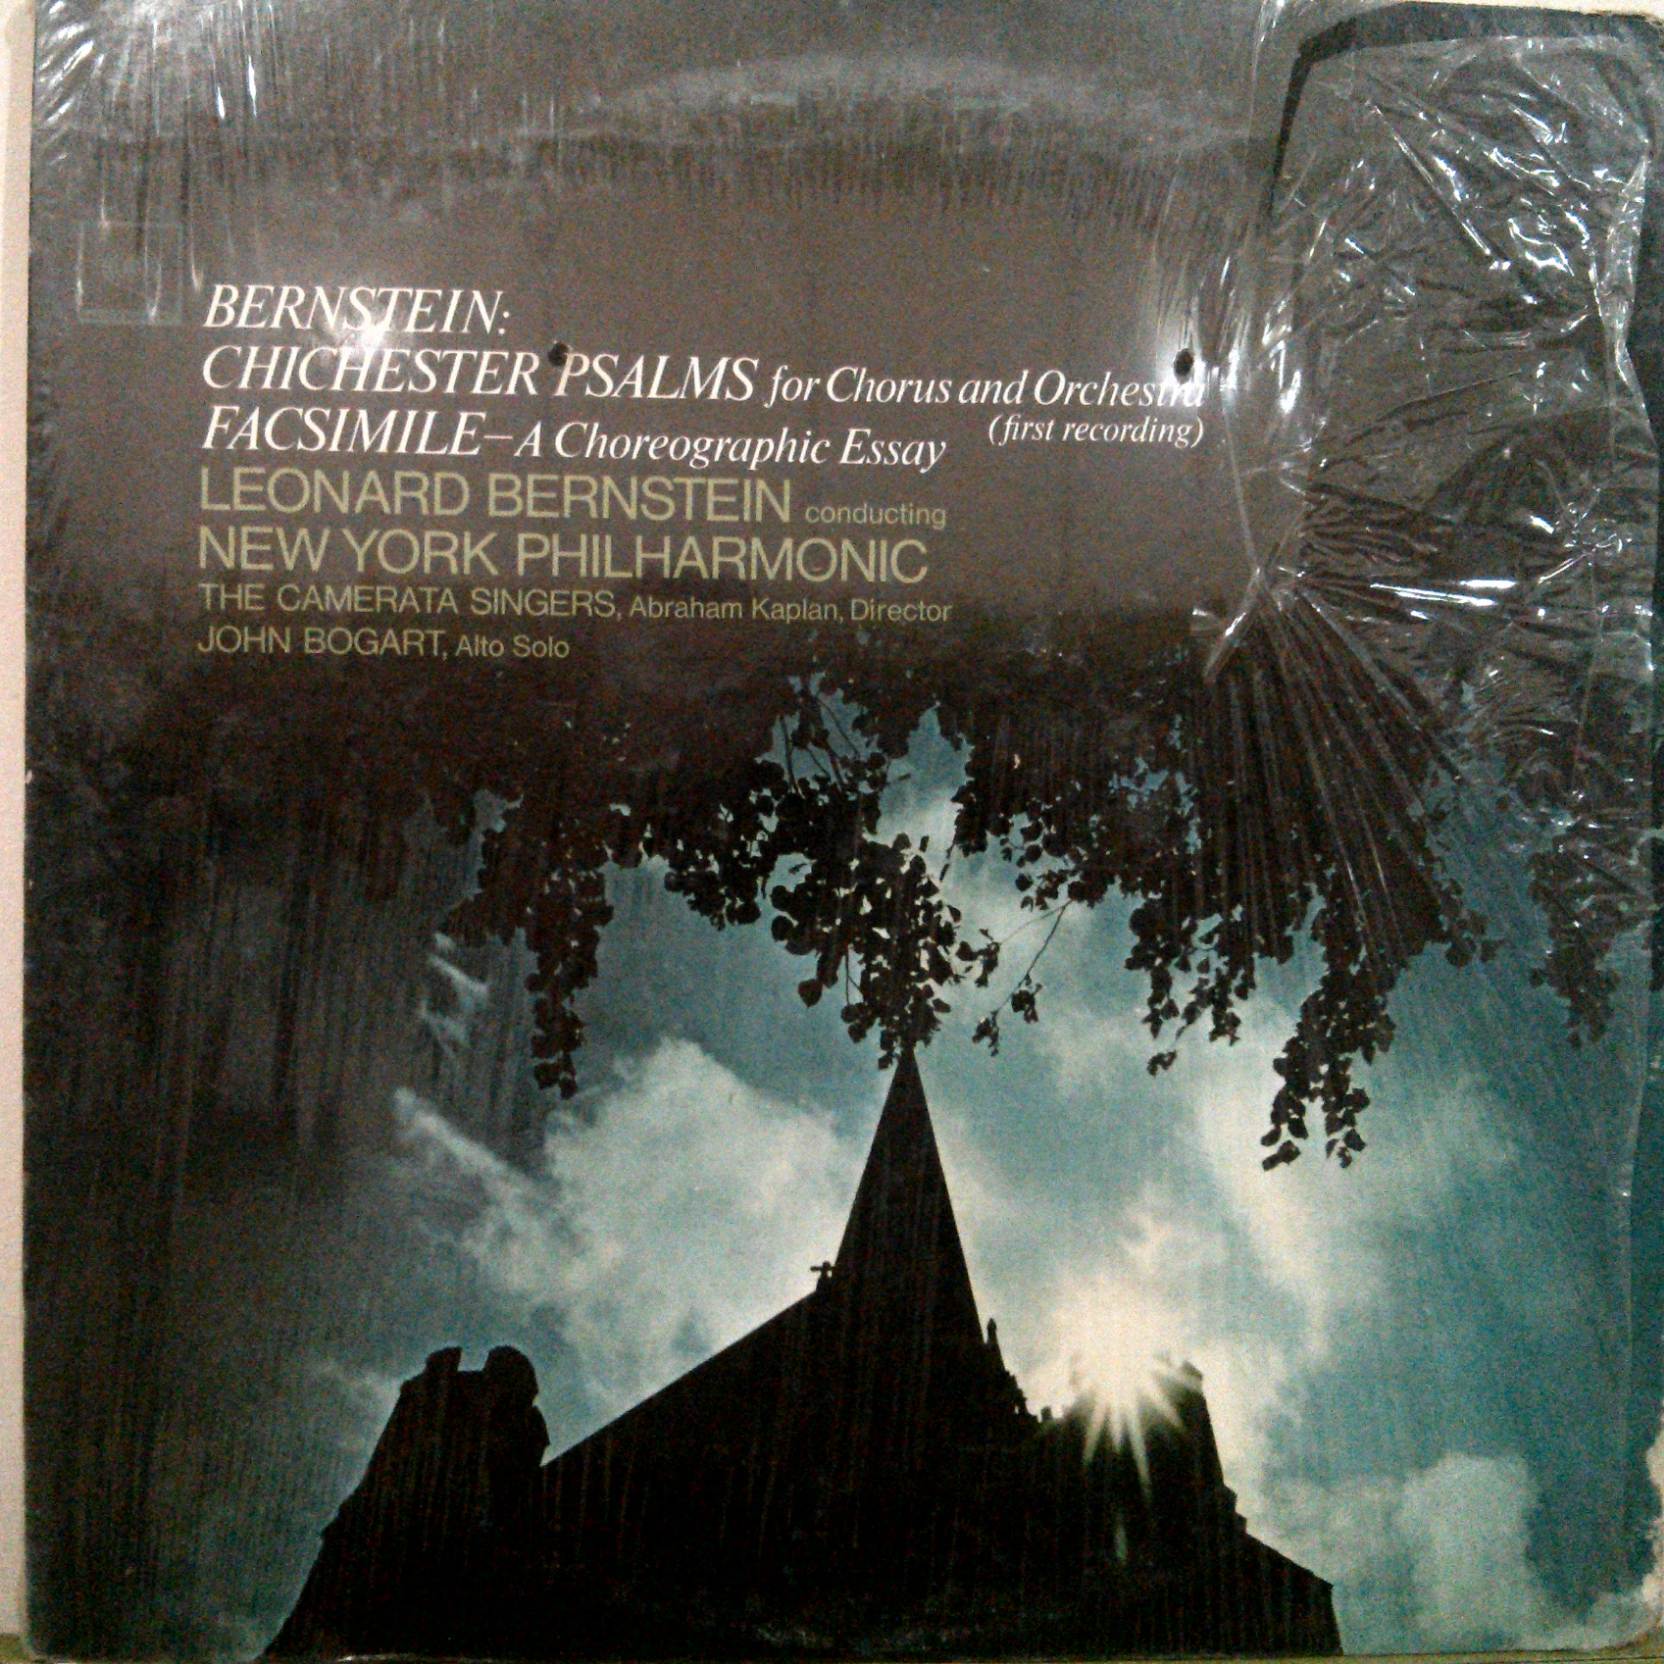 BERNSTEIN:
CHICHESTER PSALMS for Chorus and Orchestra
(first recording)
FACSIMILE–A Choreographic Essay
LEONARD BERNSTEIN conducting
NEW YORK PHILHARMONIC
THE CAMERATA SINGERS, Abraham Kaplan, Director
JOHN BOGART, Alto Solo